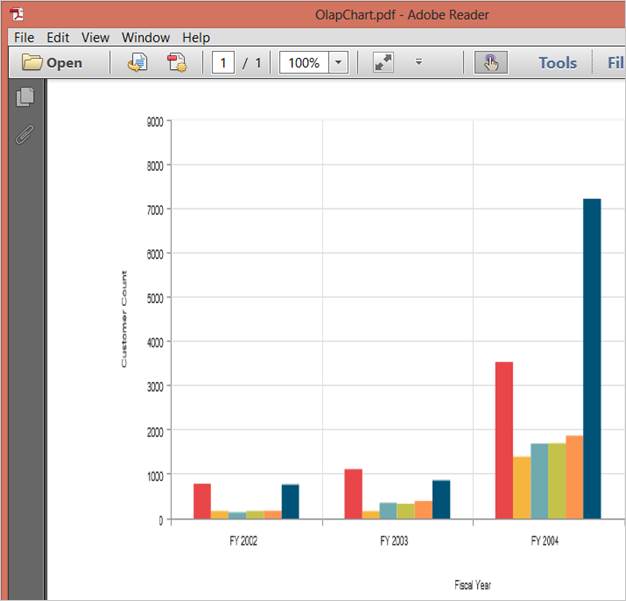 OlapChart.pdf - Adobe Reader
File Edit View Window Help
Open 1 / 1 100% Tools Fil
9000
8000
7000
6000
5000
4000
3000
2000
1000
0
Customer Count
FY 2002 FY 2003 FY 2004
Fiscal Year